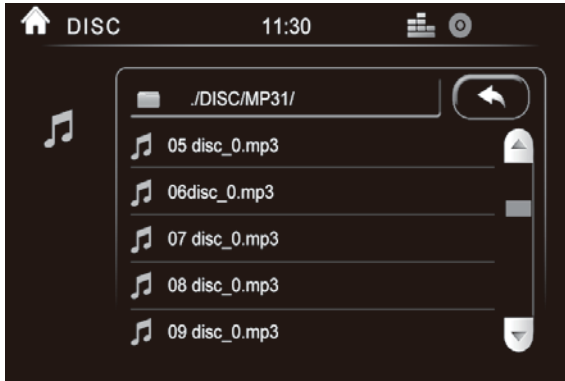 DISC 11:30
./DISC/MP31/
05 disc_0.mp3
06disc_0.mp3
07 disc_0.mp3
08 disc_0.mp3
09 disc_0.mp3